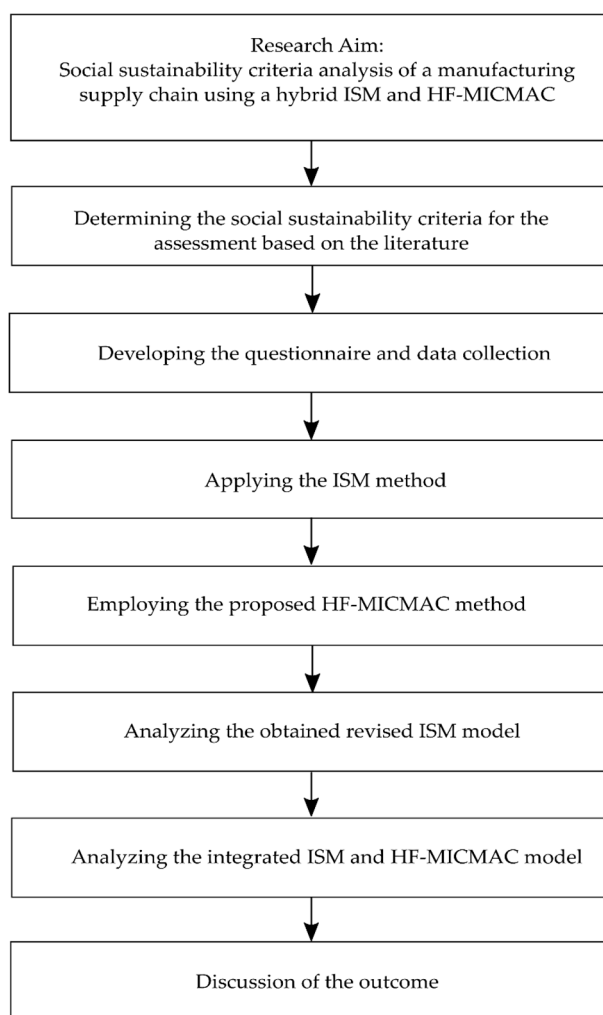 Research Aim:
Social sustainability criteria analysis of a manufacturing
supply chain using a hybrid ISM and HF-MICMAC
Determining the social sustainability criteria for the
assessment based on the literature
Developing the questionnaire and data collection
Applying the ISM method
Employing the proposed HF-MICMAC method
Analyzing the obtained revised ISM model
Analyzing the integrated ISM and HF-MICMAC model
Discussion of the outcome